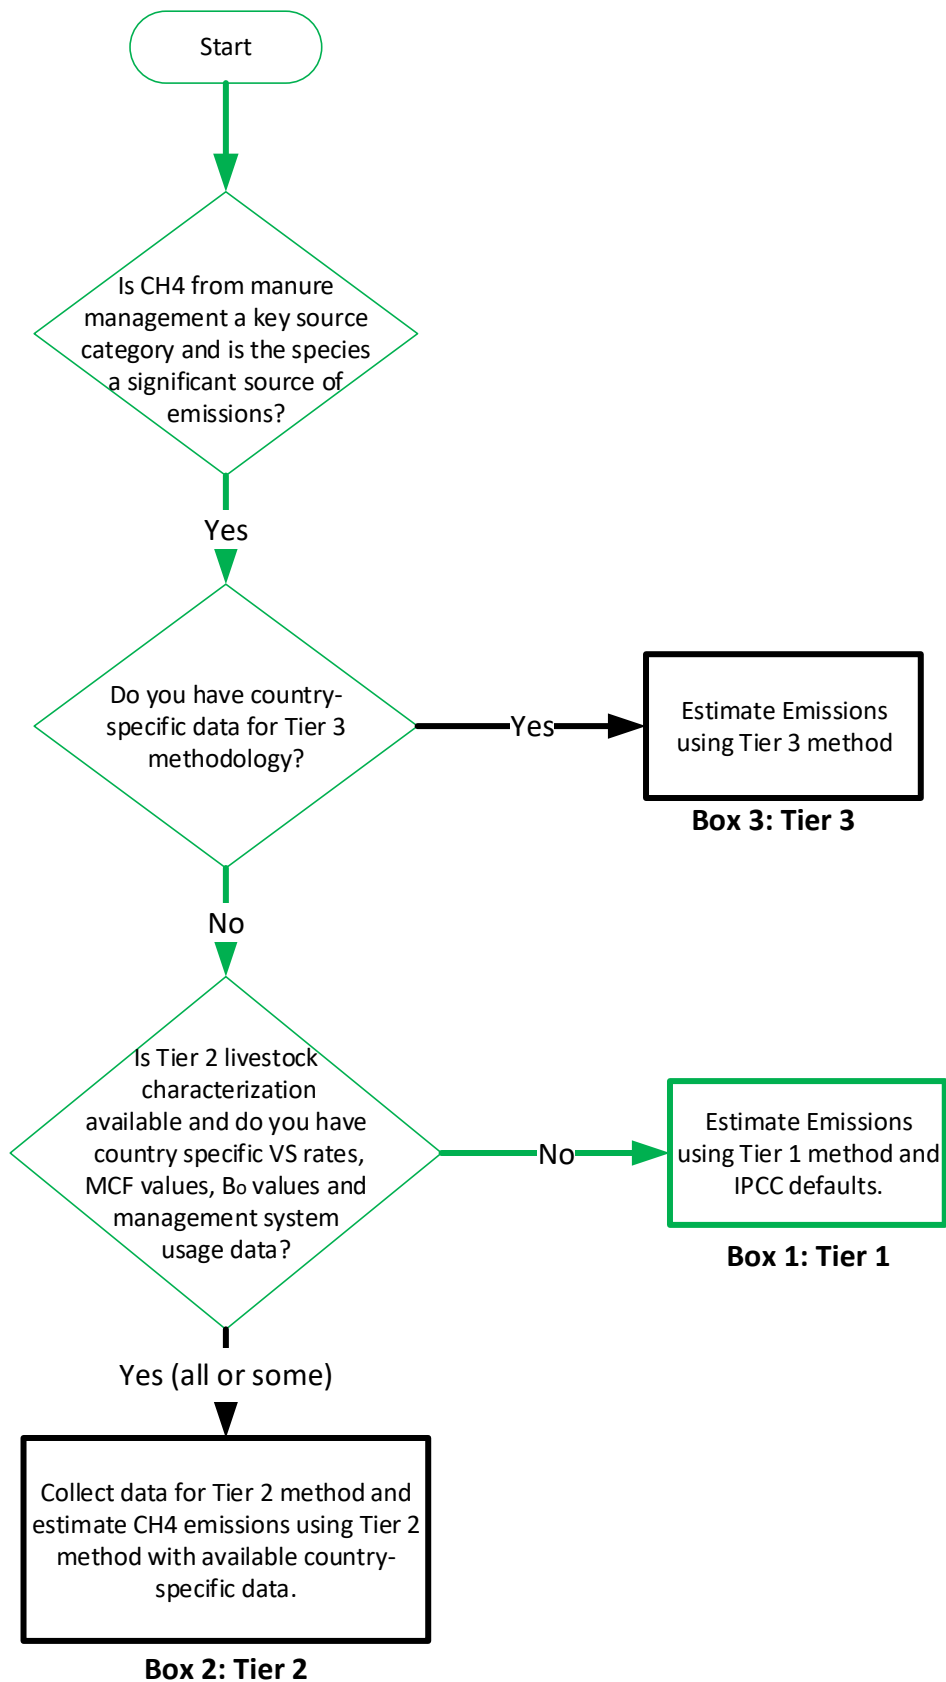 Start
Is CH4 from manure
management a key source
category and is the species
a significant source of
emissions?
Yes
Do you have country-
specific data for Tier 3
methodology?
Yes
Estimate Emissions
using Tier 3 method
Box 3: Tier 3
No
Is Tier 2 livestock
characterization
available and do you have
country specific VS rates,
MCF values, B₀ values and
management system
usage data?
No
Estimate Emissions
using Tier 1 method and
IPCC defaults.
Box 1: Tier 1
Yes (all or some)
Collect data for Tier 2 method and
estimate CH4 emissions using Tier 2
method with available country-
specific data.
Box 2: Tier 2